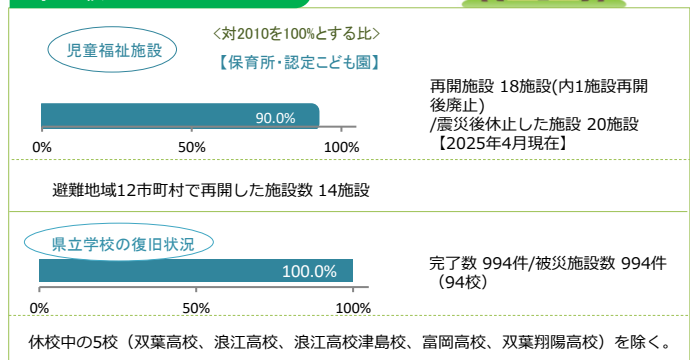 児童福祉施設
<対2010を100%とする比>
【保育所・認定こども園】
90.0%
0%
50%
100%
再開施設 18施設(内1施設再開
後廃止)
/震災後休止した施設 20施設
【2025年4月現在】
避難地域12市町村で再開した施設数 14施設
県立学校の復旧状況
100.0%
0%
50%
100%
完了数 994件/被災施設数 994件
（94校）
休校中の5校（双葉高校、浪江高校、浪江高校津島校、富岡高校、双葉翔陽高校）を除く。